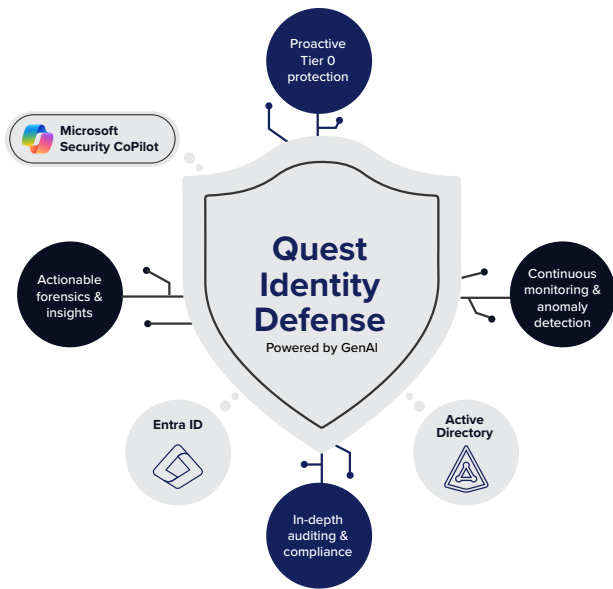 Proactive
Tier 0
protection
Microsoft
Security CoPilot
Quest
Identity
Defense
Powered by GenAI
Actionable
forensics &
insights
Continuous
monitoring &
anomaly
detection
Entra ID
Active
Directory
In-depth
auditing &
compliance